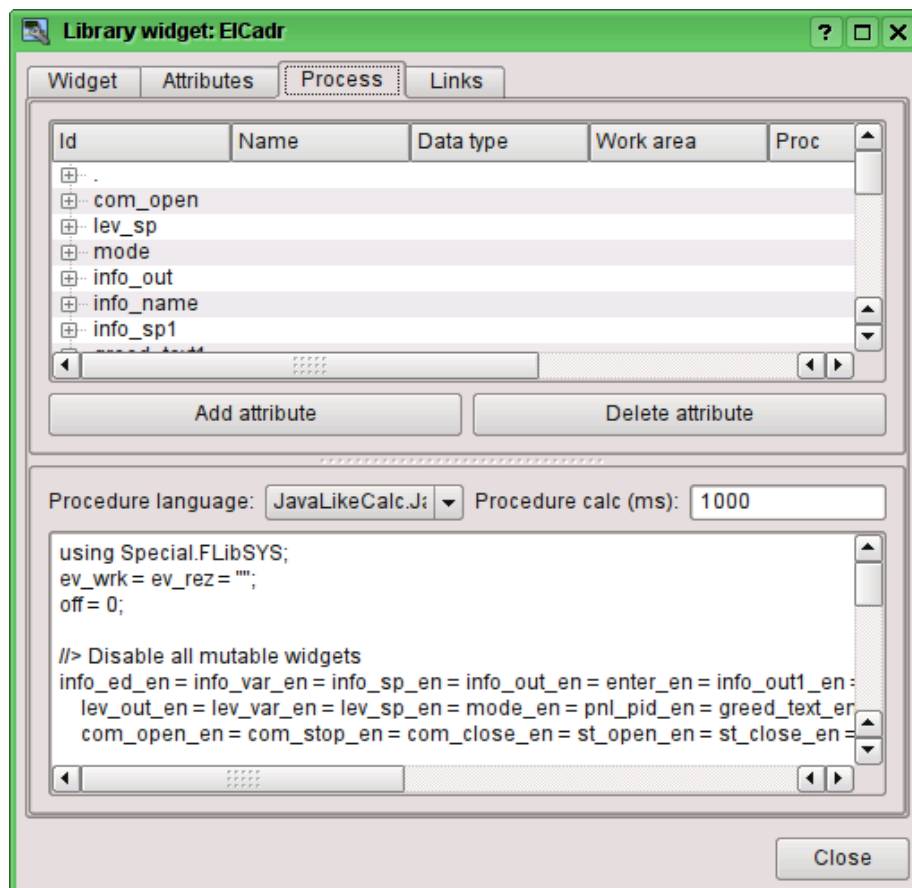 Library widget: ElCadr
Widget Attributes Process Links
Id Name Data type Work area Proc
.
com_open
lev_sp
mode
info_out
info_name
info_sp1
Add attribute Delete attribute
Procedure language: JavaLikeCalc.Ja Procedure calc (ms): 1000
using Special.FLibSYS;
ev_wrk = ev_rez = "";
off = 0;
//> Disable all mutable widgets
info_ed_en = info_var_en = info_sp_en = info_out_en = enter_en = info_out1_en =
lev_out_en = lev_var_en = lev_sp_en = mode_en = pnl_pid_en = greed_text_en
com_open_en = com_stop_en = com_close_en = st_open_en = st_close_en =
Close